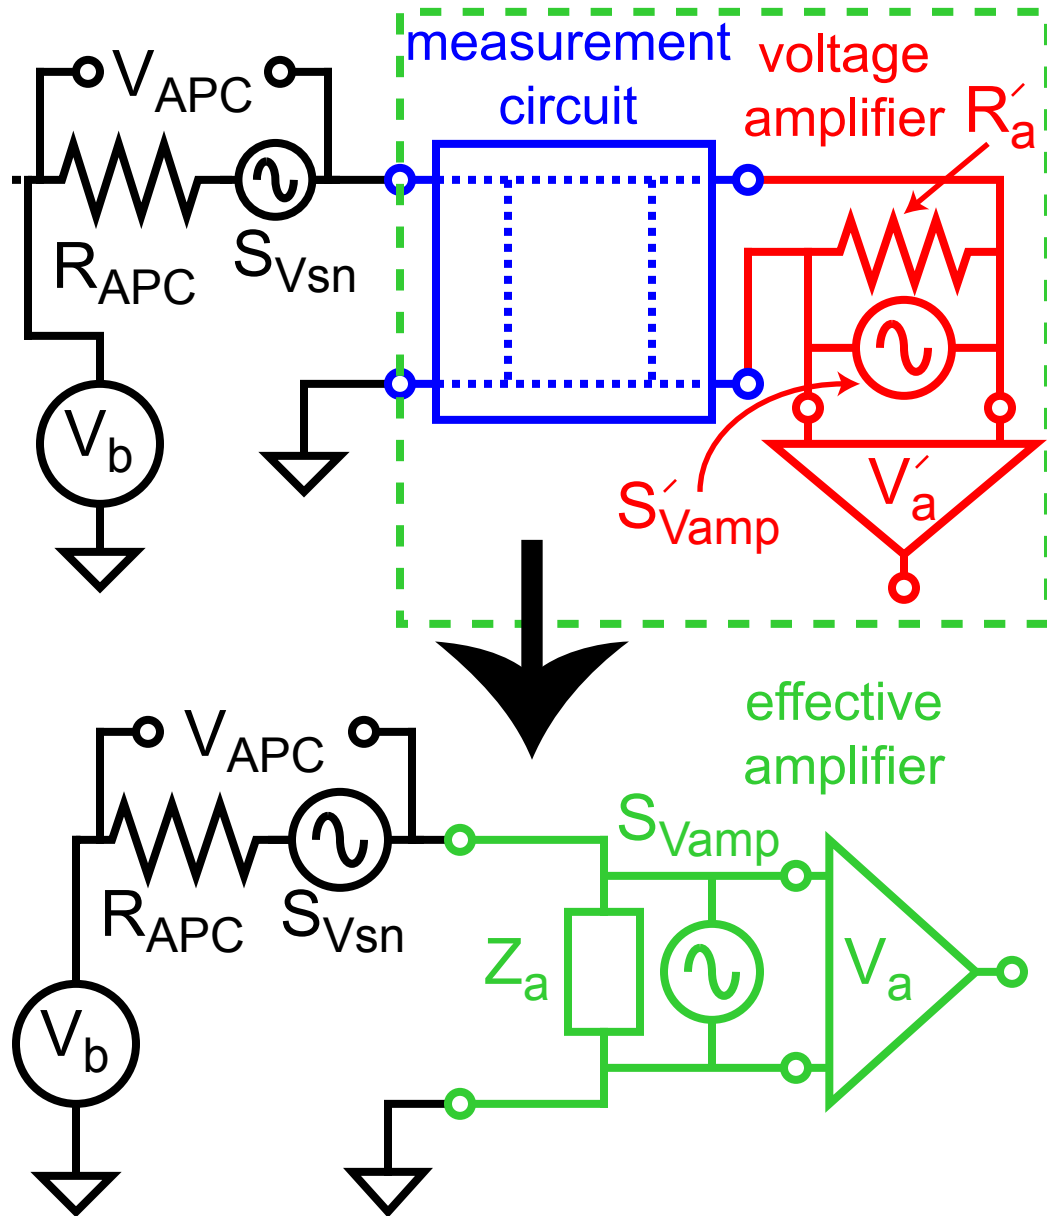 V_APC
measurement
circuit
voltage
amplifier
R′_a
R_APC
S_Vsn
V_b
S′_Vamp
V′_a
V_APC
effective
amplifier
R_APC
S_Vsn
S_Vamp
Z_a
V_a
V_b